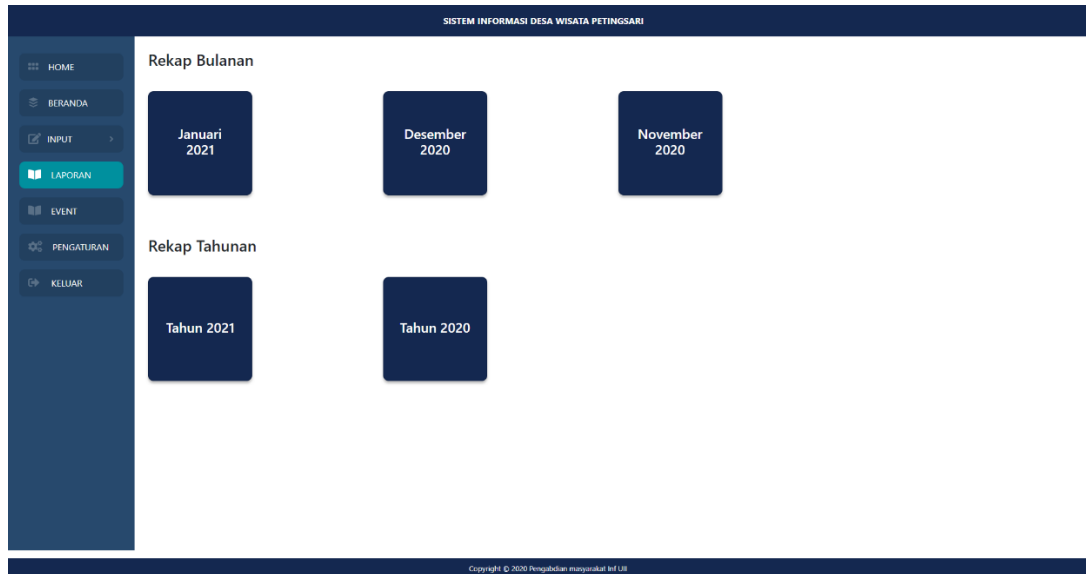 SISTEM INFORMASI DESA WISATA PETINGSARI
HOME
BERANDA
INPUT
LAPORAN
EVENT
PENGATURAN
KELUAR
Rekap Bulanan
Januari
2021
Desember
2020
November
2020
Rekap Tahunan
Tahun 2021
Tahun 2020
Copyright © 2020 Pengabdian masyarakat Inf UII